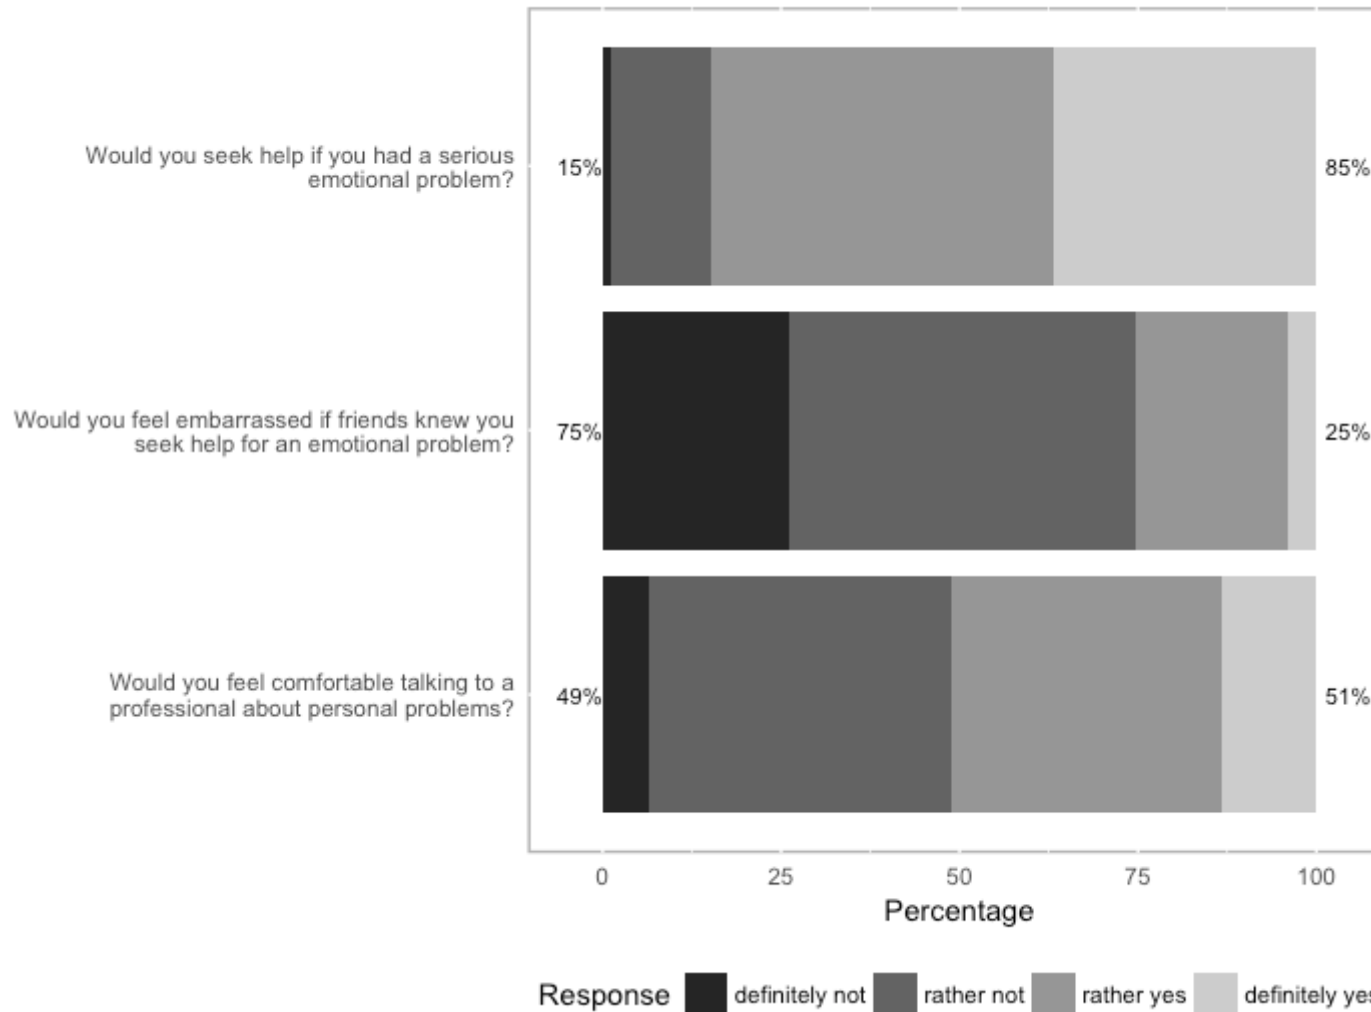 Would you seek help if you had a serious
emotional problem?
15%
85%
Would you feel embarrassed if friends knew you
seek help for an emotional problem?
75%
25%
Would you feel comfortable talking to a
professional about personal problems?
49%
51%
0 25 50 75 100
Percentage
Response definitely not rather not rather yes definitely yes